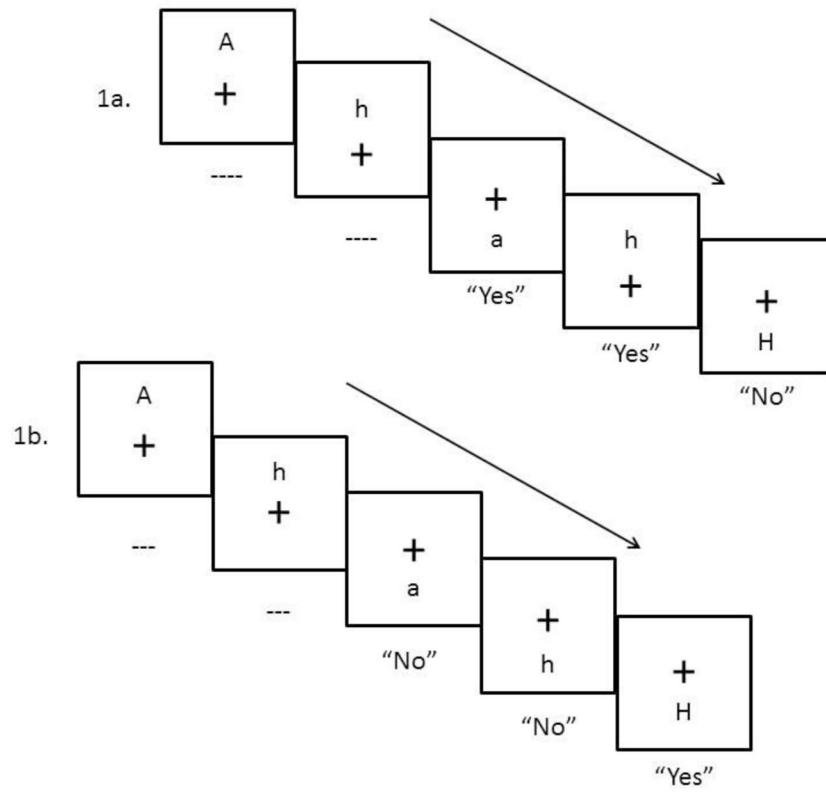 1a.
A
+
----
h
+
----
+
a
“Yes”
h
+
“Yes”
+
H
“No”
1b.
A
+
---
h
+
---
+
a
“No”
+
h
“No”
+
H
“Yes”